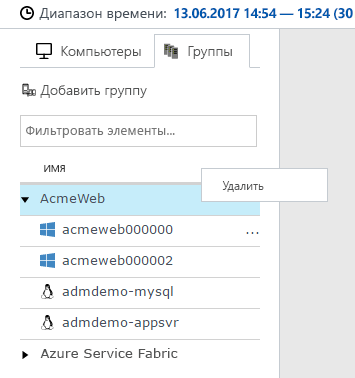 Диапазон времени: 13.06.2017 14:54 — 15:24 (30
Компьютеры Группы
Добавить группу
Фильтровать элементы...
имя
Удалить
AcmeWeb
acmeweb000000 ...
acmeweb000002
admdemo-mysql
admdemo-appsvr
Azure Service Fabric